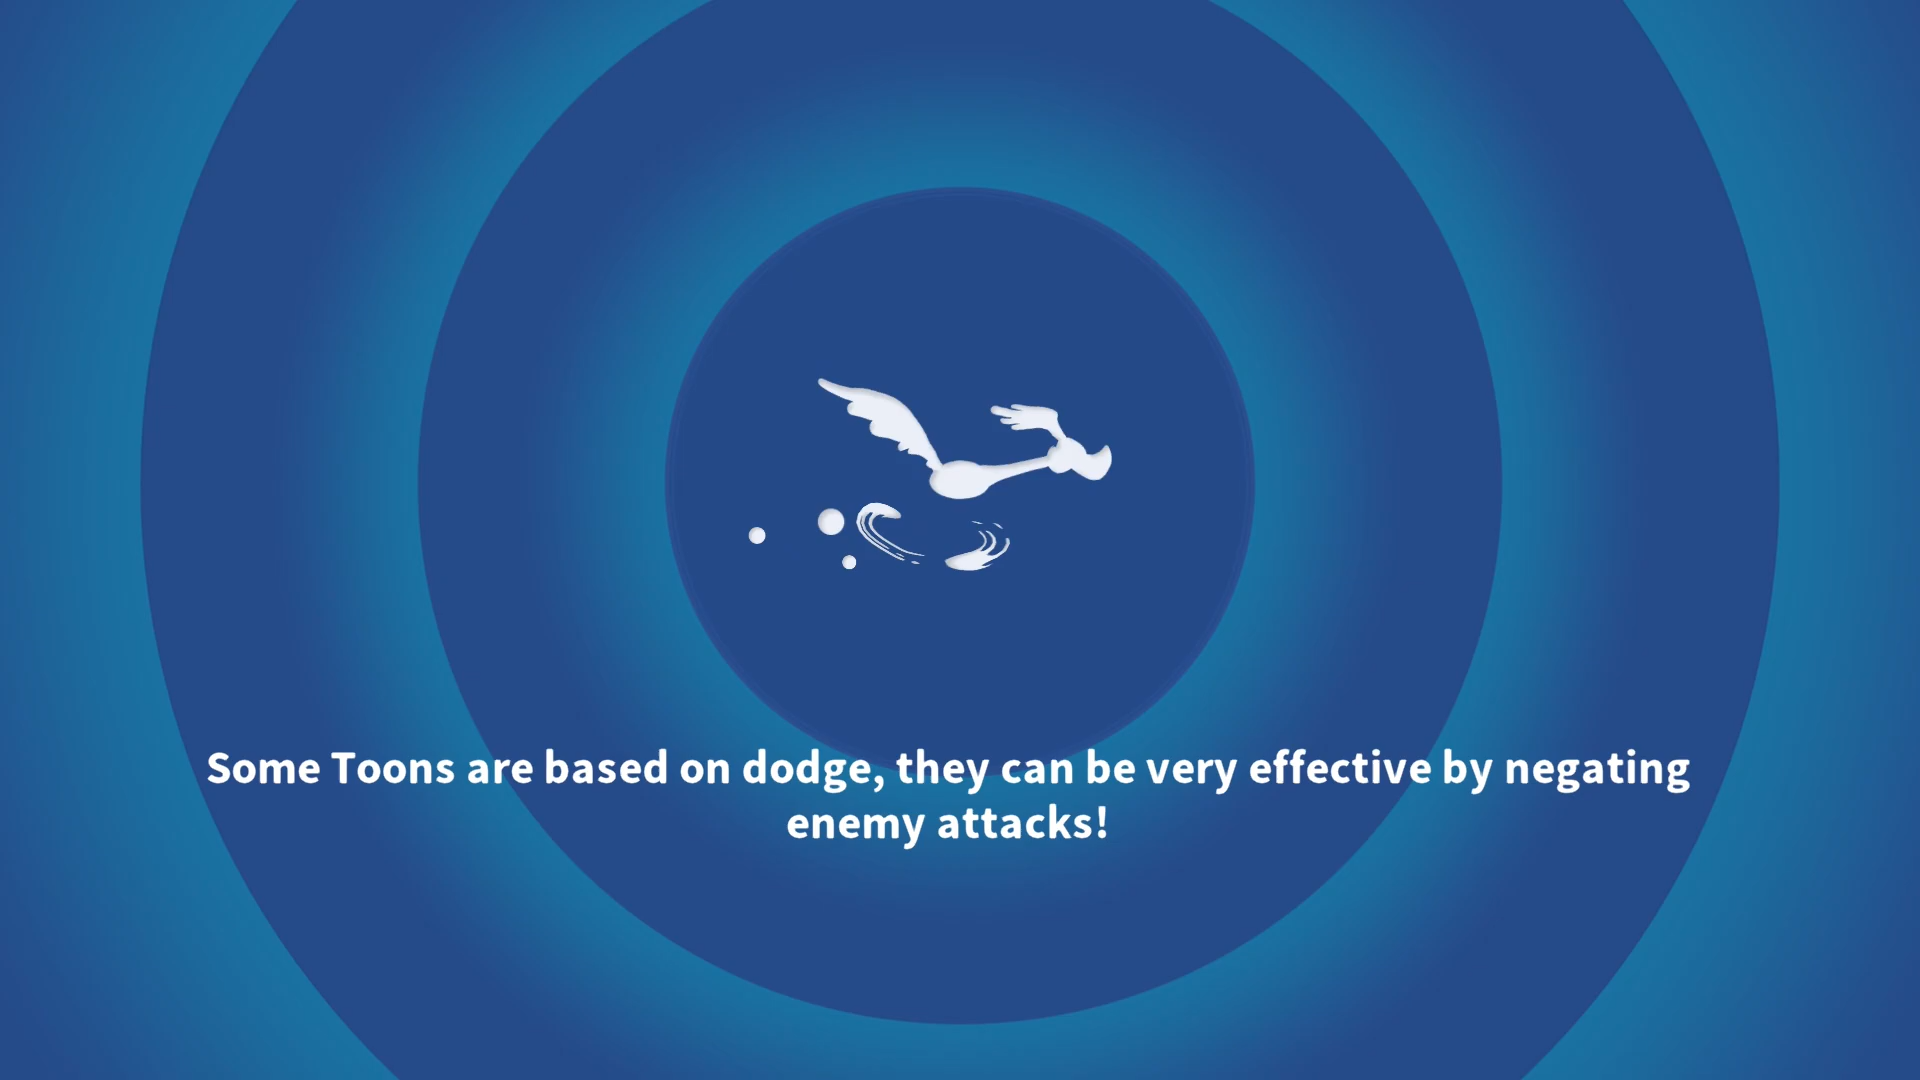 Some Toons are based on dodge, they can be very effective by negating
enemy attacks!